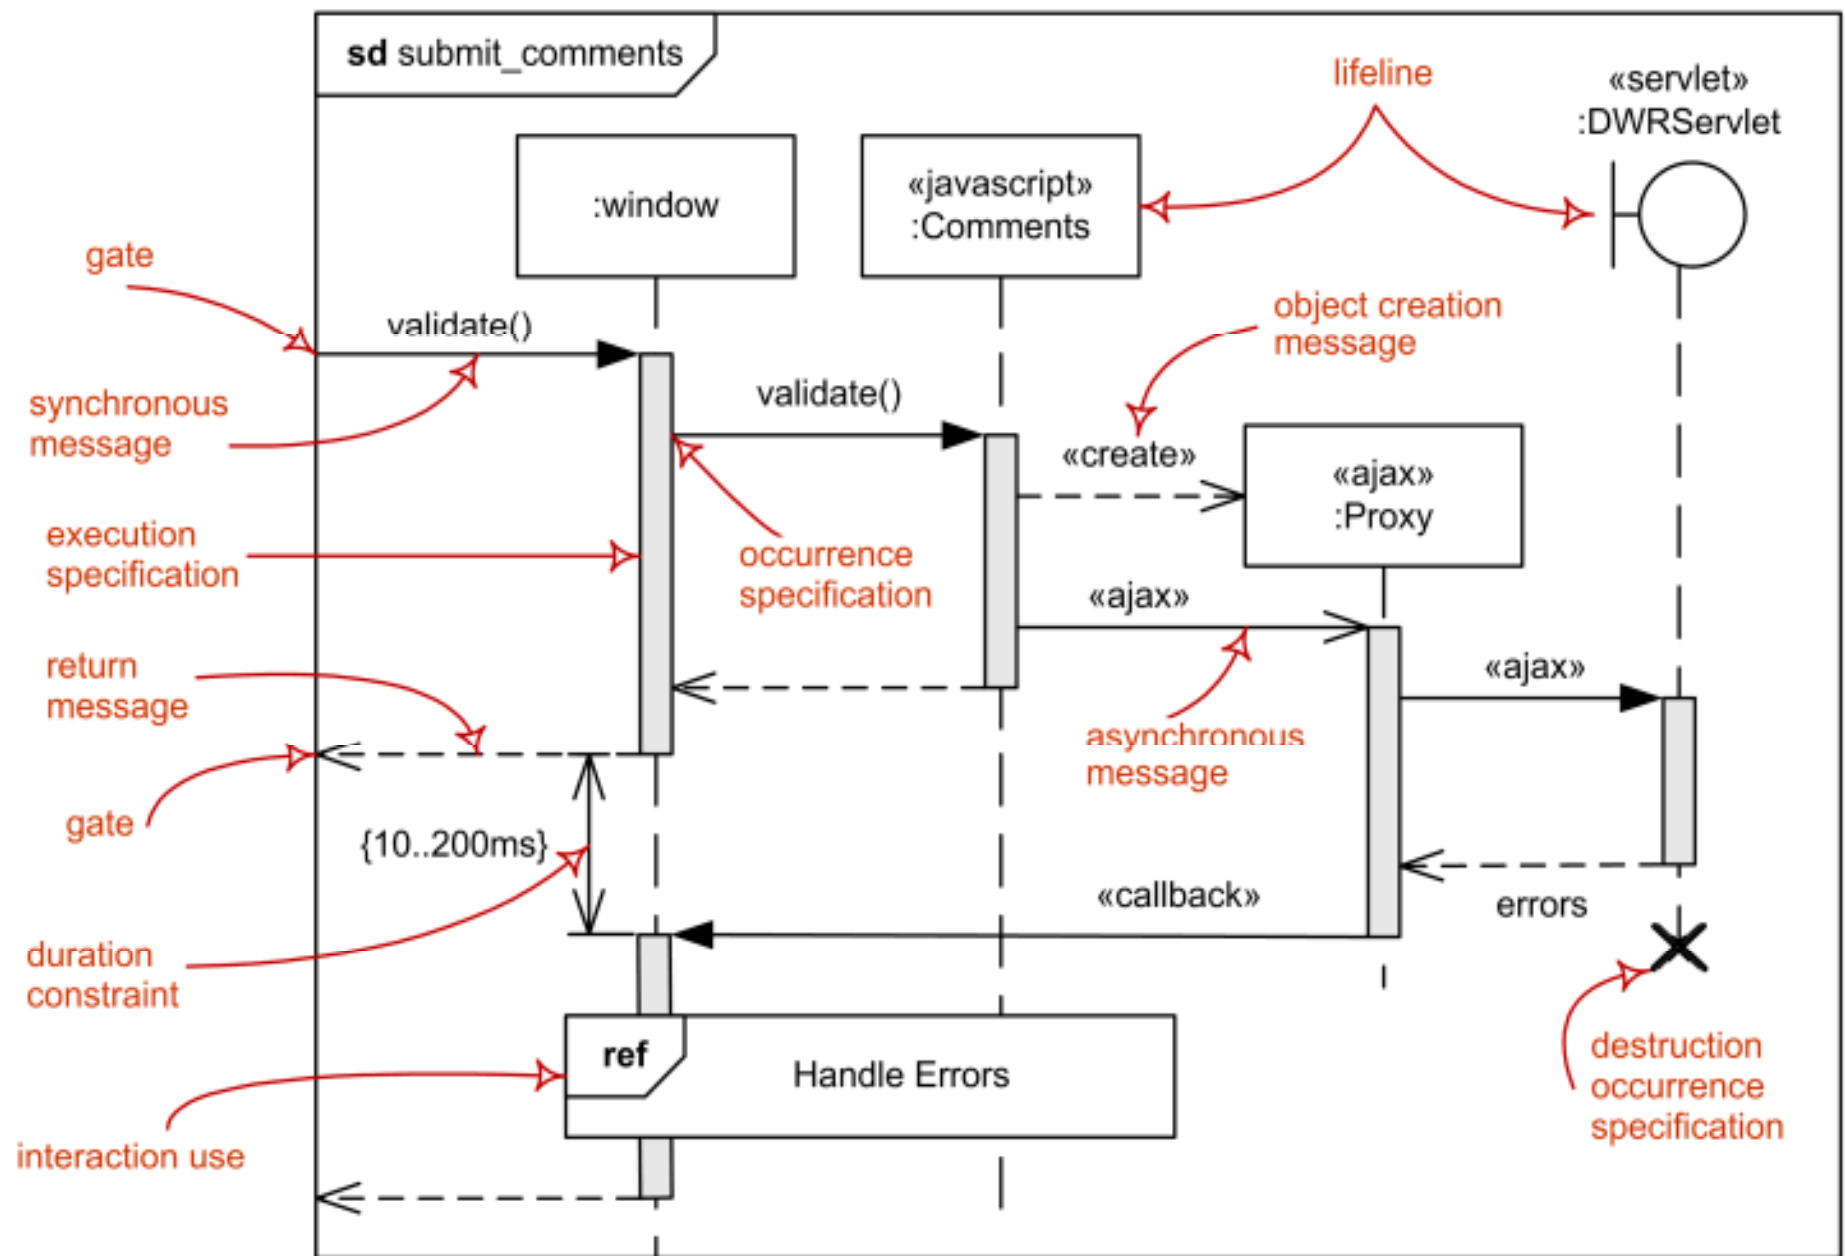 sd submit_comments
lifeline
«servlet»
:DWRServlet
:window
«javascript»
:Comments
gate
validate()
object creation
message
synchronous
message
validate()
«create»
«ajax»
:Proxy
execution
specification
occurrence
specification
«ajax»
return
message
«ajax»
asynchronous
message
gate
{10..200ms}
«callback»
errors
duration
constraint
ref
Handle Errors
destruction
occurrence
specification
interaction use